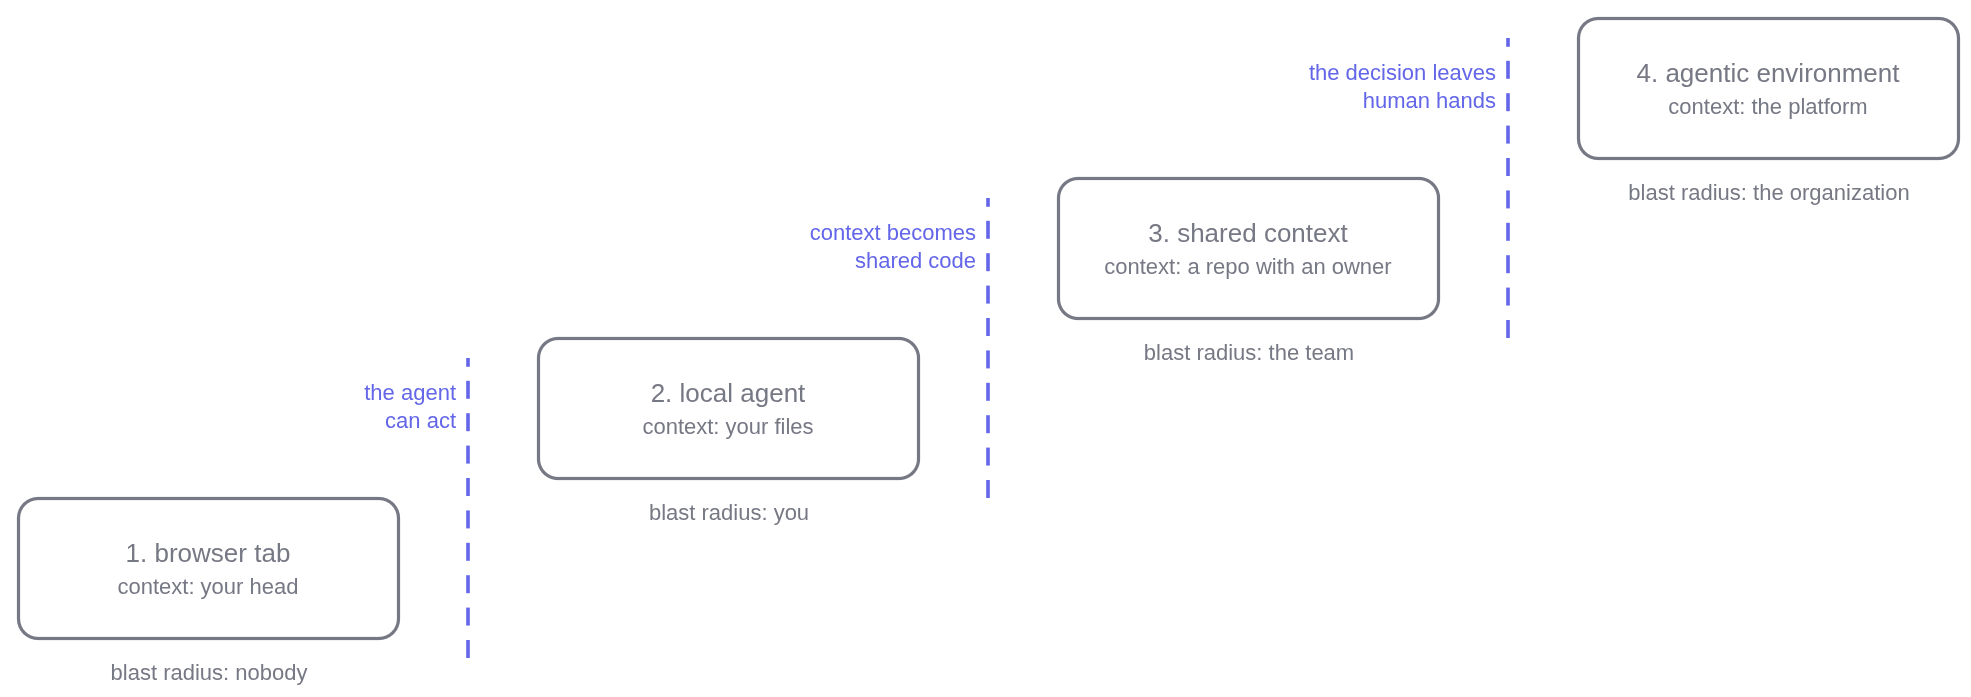 1. browser tab
context: your head
blast radius: nobody
the agent
can act
2. local agent
context: your files
blast radius: you
context becomes
shared code
3. shared context
context: a repo with an owner
blast radius: the team
the decision leaves
human hands
4. agentic environment
context: the platform
blast radius: the organization